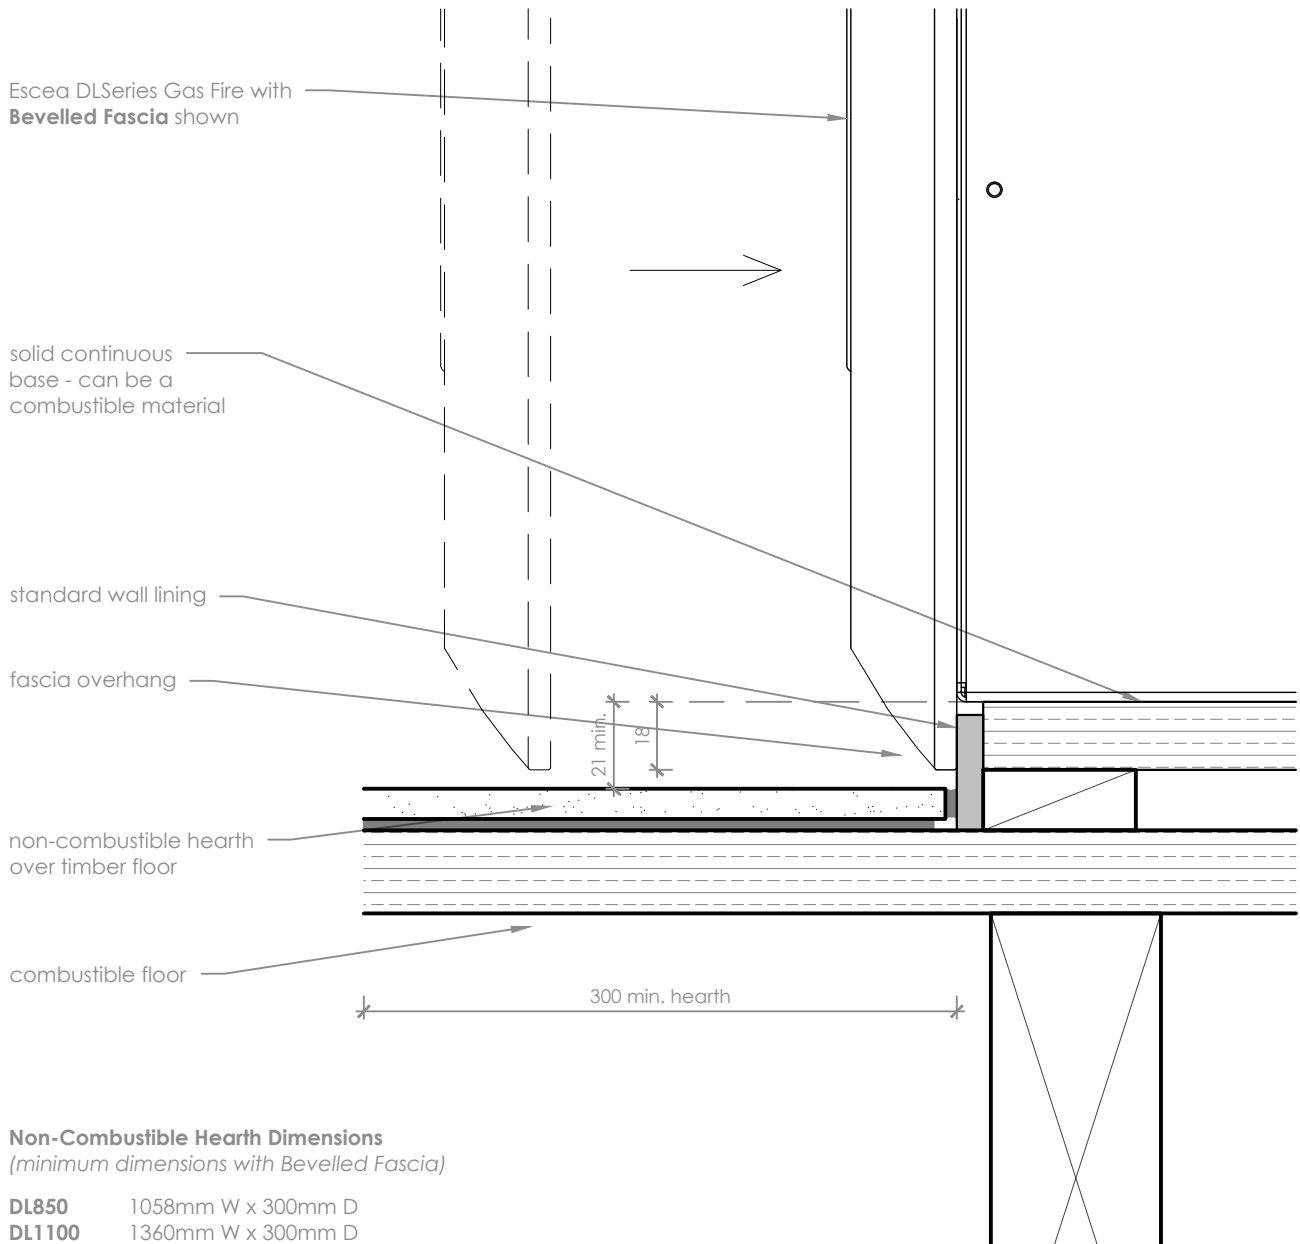 Escea DLSeries Gas Fire with
Bevelled Fascia shown
solid continuous
base - can be a
combustible material
standard wall lining
fascia overhang
21 min.
18
non-combustible hearth
over timber floor
combustible floor
300 min. hearth
Non-Combustible Hearth Dimensions
(minimum dimensions with Bevelled Fascia)
DL850 1058mm W x 300mm D
DL1100 1360mm W x 300mm D